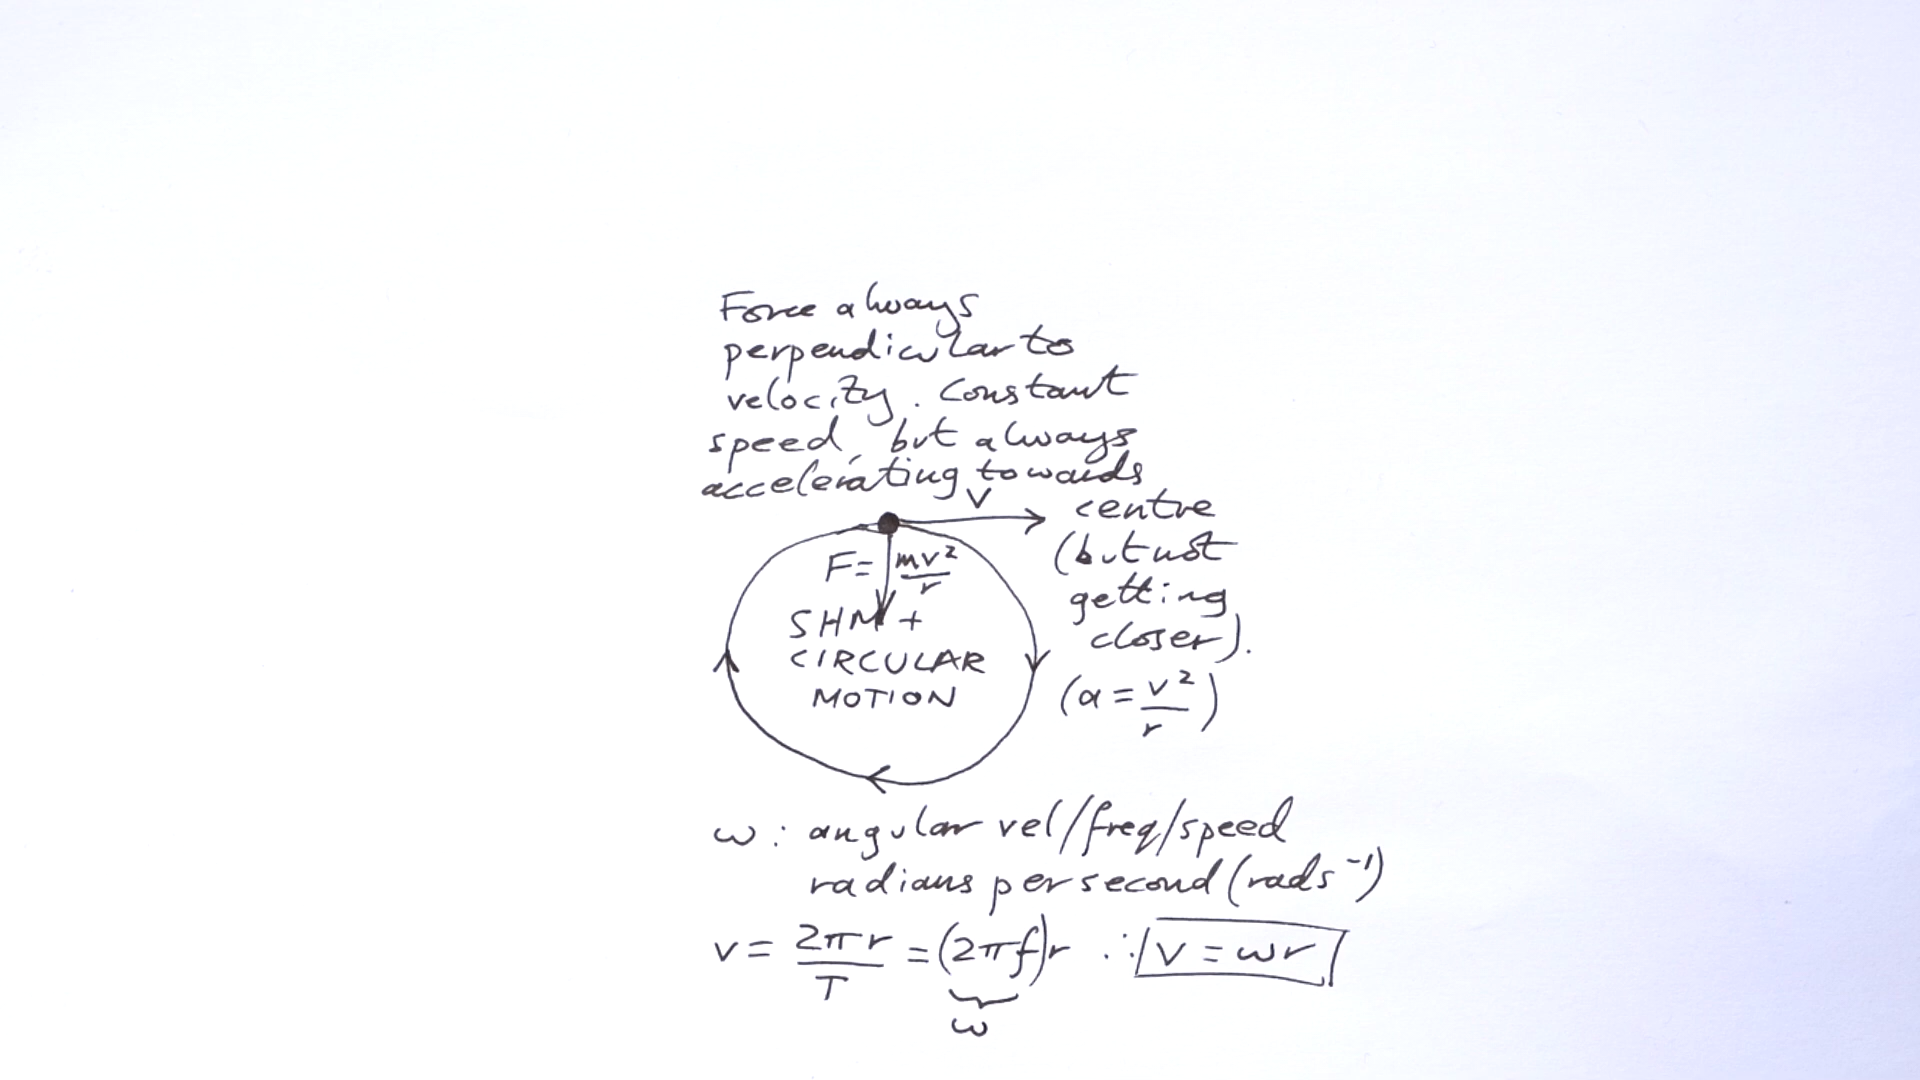 Force always
perpendicular to
velocity. Constant
speed, but always
accelerating towards
centre
(but not
getting
closer).
(a = v²/r)
v
F = mv²/r
SHM +
CIRCULAR
MOTION
ω : angular vel/freq/speed
radians per second (rads⁻¹)
v = 2πr/T = (2πf)r ∴ v = ωr
ω